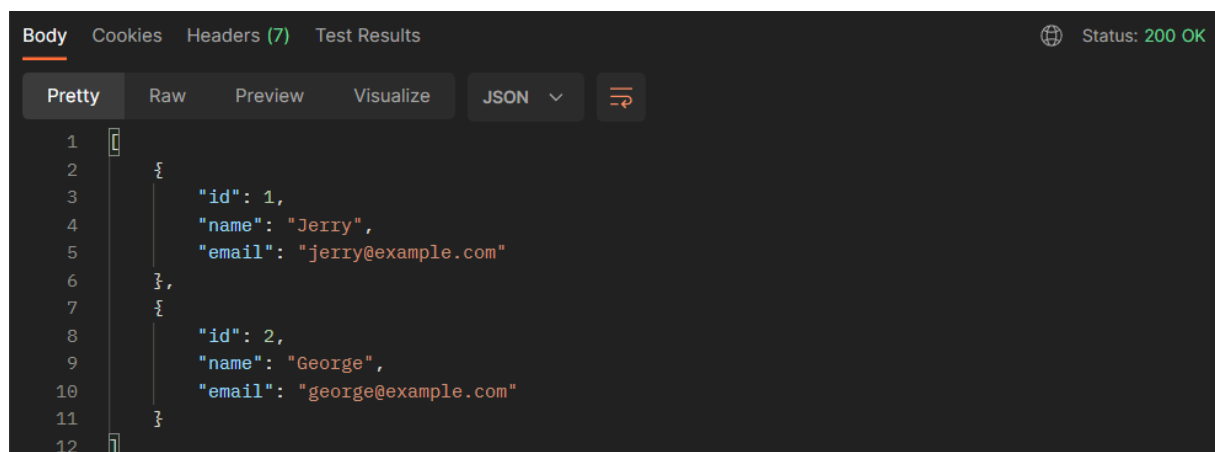 Body Cookies Headers (7) Test Results Status: 200 OK
Pretty Raw Preview Visualize JSON
1 [
2 {
3 "id": 1,
4 "name": "Jerry",
5 "email": "jerry@example.com"
6 },
7 {
8 "id": 2,
9 "name": "George",
10 "email": "george@example.com"
11 }
12 ]